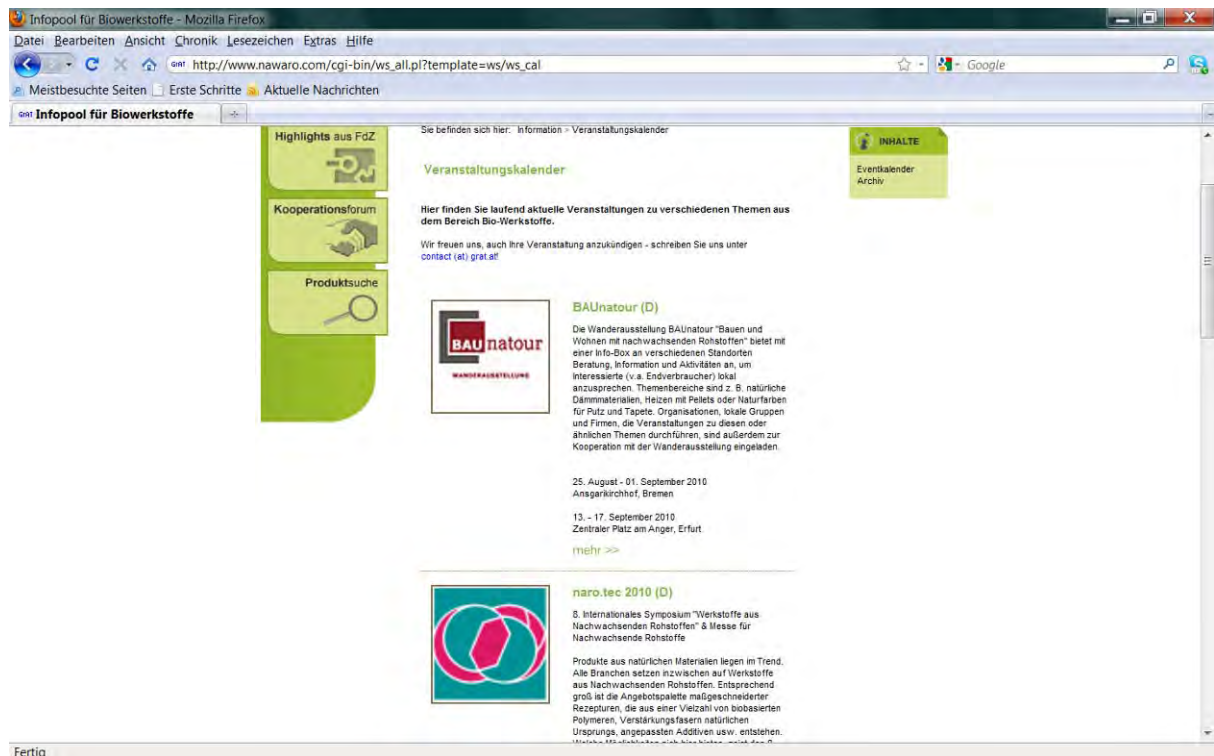 Infopool für Biowerkstoffe - Mozilla Firefox
Datei Bearbeiten Ansicht Chronik Lesezeichen Extras Hilfe
GrAT http://www.nawaro.com/cgi-bin/ws_all.pl?template=ws/ws_cal
Google
Meistbesuchte Seiten Erste Schritte Aktuelle Nachrichten
GrAT Infopool für Biowerkstoffe
Highlights aus FdZ
Kooperationsforum
Produktsuche
Sie befinden sich hier: Information > Veranstaltungskalender
Veranstaltungskalender
Hier finden Sie laufend aktuelle Veranstaltungen zu verschiedenen Themen aus
dem Bereich Bio-Werkstoffe.
Wir freuen uns, auch Ihre Veranstatung anzukündigen - schreiben Sie uns unter
contact (at) grat.at!
BAUnatour
WANDERAUSSTELLUNG
BAUnatour (D)
Die Wanderausstellung BAUnatour "Bauen und
Wohnen mit nachwachsenden Rohstoffen" bietet mit
einer Info-Box an verschiedenen Standorten
Beratung, Information und Aktivitäten an, um
Interessierte (v.a. Endverbraucher) lokal
anzusprechen. Themenbereiche sind z. B. natürliche
Dämmmaterialien, Heizen mit Pellets oder Naturfarben
für Putz und Tapete. Organisationen, lokale Gruppen
und Firmen, die Veranstaltungen zu diesen oder
ähnlichen Themen durchführen, sind außerdem zur
Kooperation mit der Wanderausstellung eingeladen.
25. August - 01. September 2010
Ansgarikirchhof, Bremen
13. - 17. September 2010
Zentraler Platz am Anger, Erfurt
mehr >>
naro.tec 2010 (D)
8. Internationales Symposium "Werkstoffe aus
Nachwachsenden Rohstoffen" & Messe für
Nachwachsende Rohstoffe
Produkte aus natürlichen Materialien liegen im Trend.
Alle Branchen setzen inzwischen auf Werkstoffe
aus Nachwachsenden Rohstoffen. Entsprechend
groß ist die Angebotspalette maßgeschneiderter
Rezepturen, die aus einer Vielzahl von biobasierten
Polymeren, Verstärkungsfasern natürlichen
Ursprungs, angepassten Additiven usw. entstehen.
INHALTE
Eventkalender
Archiv
Fertig